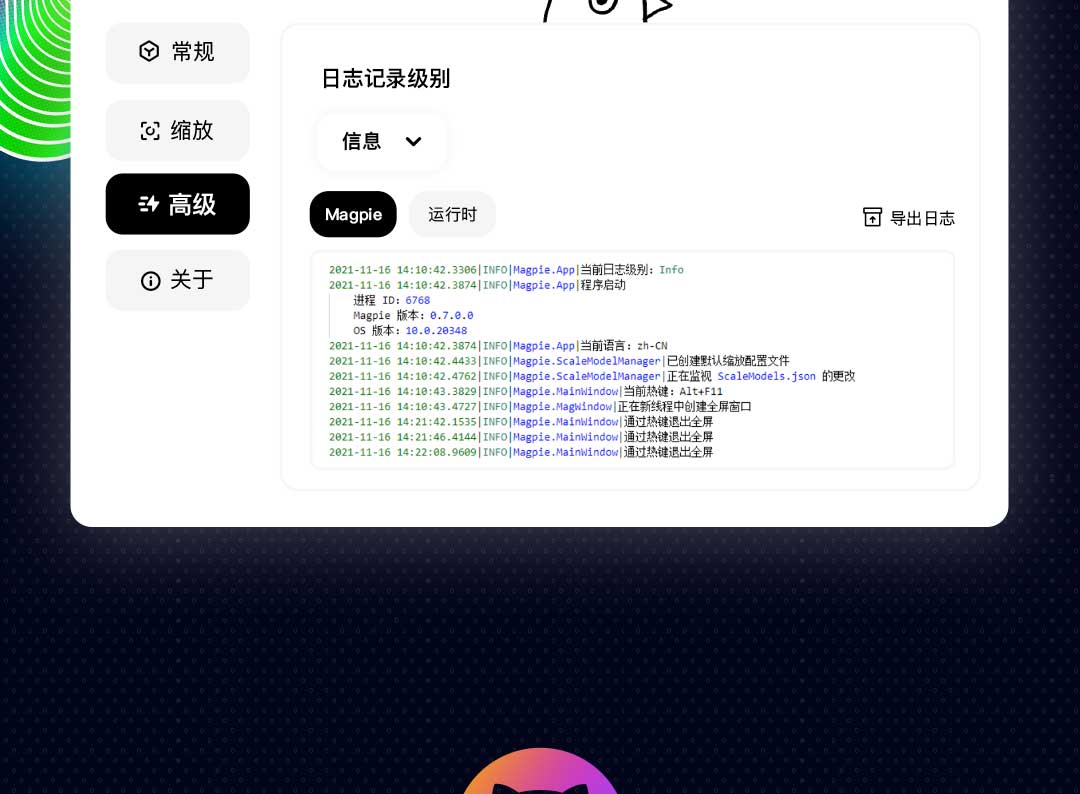 常规
缩放
高级
关于
日志记录级别
信息
Magpie
运行时
导出日志
2021-11-16 14:10:42.3306|INFO|Magpie.App|当前日志级别: Info
2021-11-16 14:10:42.3874|INFO|Magpie.App|程序启动
进程 ID: 6768
Magpie 版本: 0.7.0.0
OS 版本: 10.0.20348
2021-11-16 14:10:42.3874|INFO|Magpie.App|当前语言: zh-CN
2021-11-16 14:10:42.4433|INFO|Magpie.ScaleModelManager|已创建默认缩放配置文件
2021-11-16 14:10:42.4762|INFO|Magpie.ScaleModelManager|正在监视 ScaleModels.json 的更改
2021-11-16 14:10:43.3829|INFO|Magpie.MainWindow|当前热键: Alt+F11
2021-11-16 14:10:43.4727|INFO|Magpie.MagWindow|正在新线程中创建全屏窗口
2021-11-16 14:21:42.1535|INFO|Magpie.MainWindow|通过热键退出全屏
2021-11-16 14:21:46.4144|INFO|Magpie.MainWindow|通过热键退出全屏
2021-11-16 14:22:08.9609|INFO|Magpie.MainWindow|通过热键退出全屏